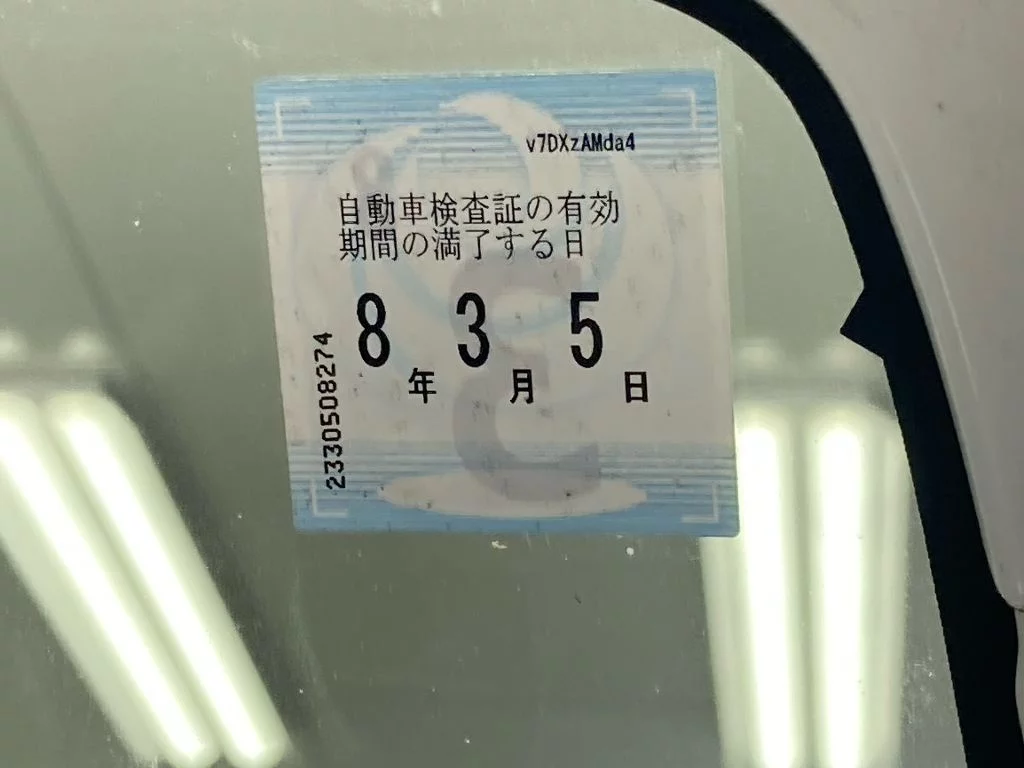 v7DXzAMda4
自動車検査証の有効
期間の満了する日
8年 3月 5日
2330508274